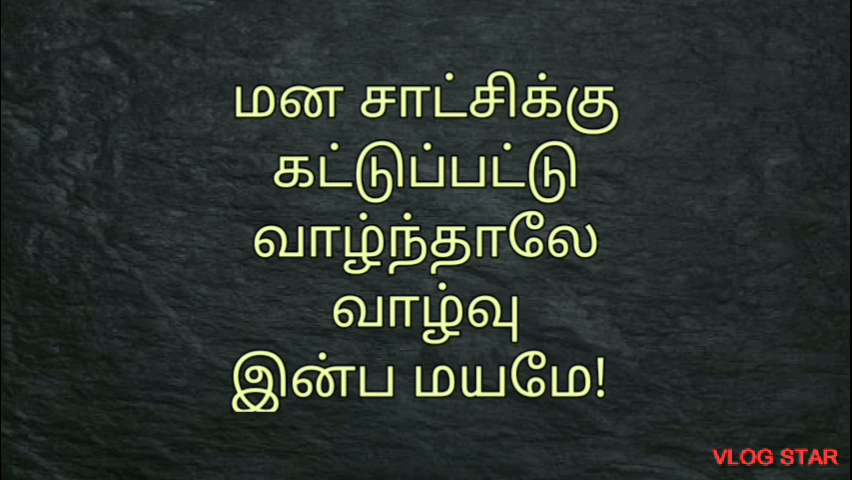 மன சாட்சிக்கு
கட்டுப்பட்டு
வாழ்ந்தாலே
வாழ்வு
இன்ப மயமே!
VLOG STAR